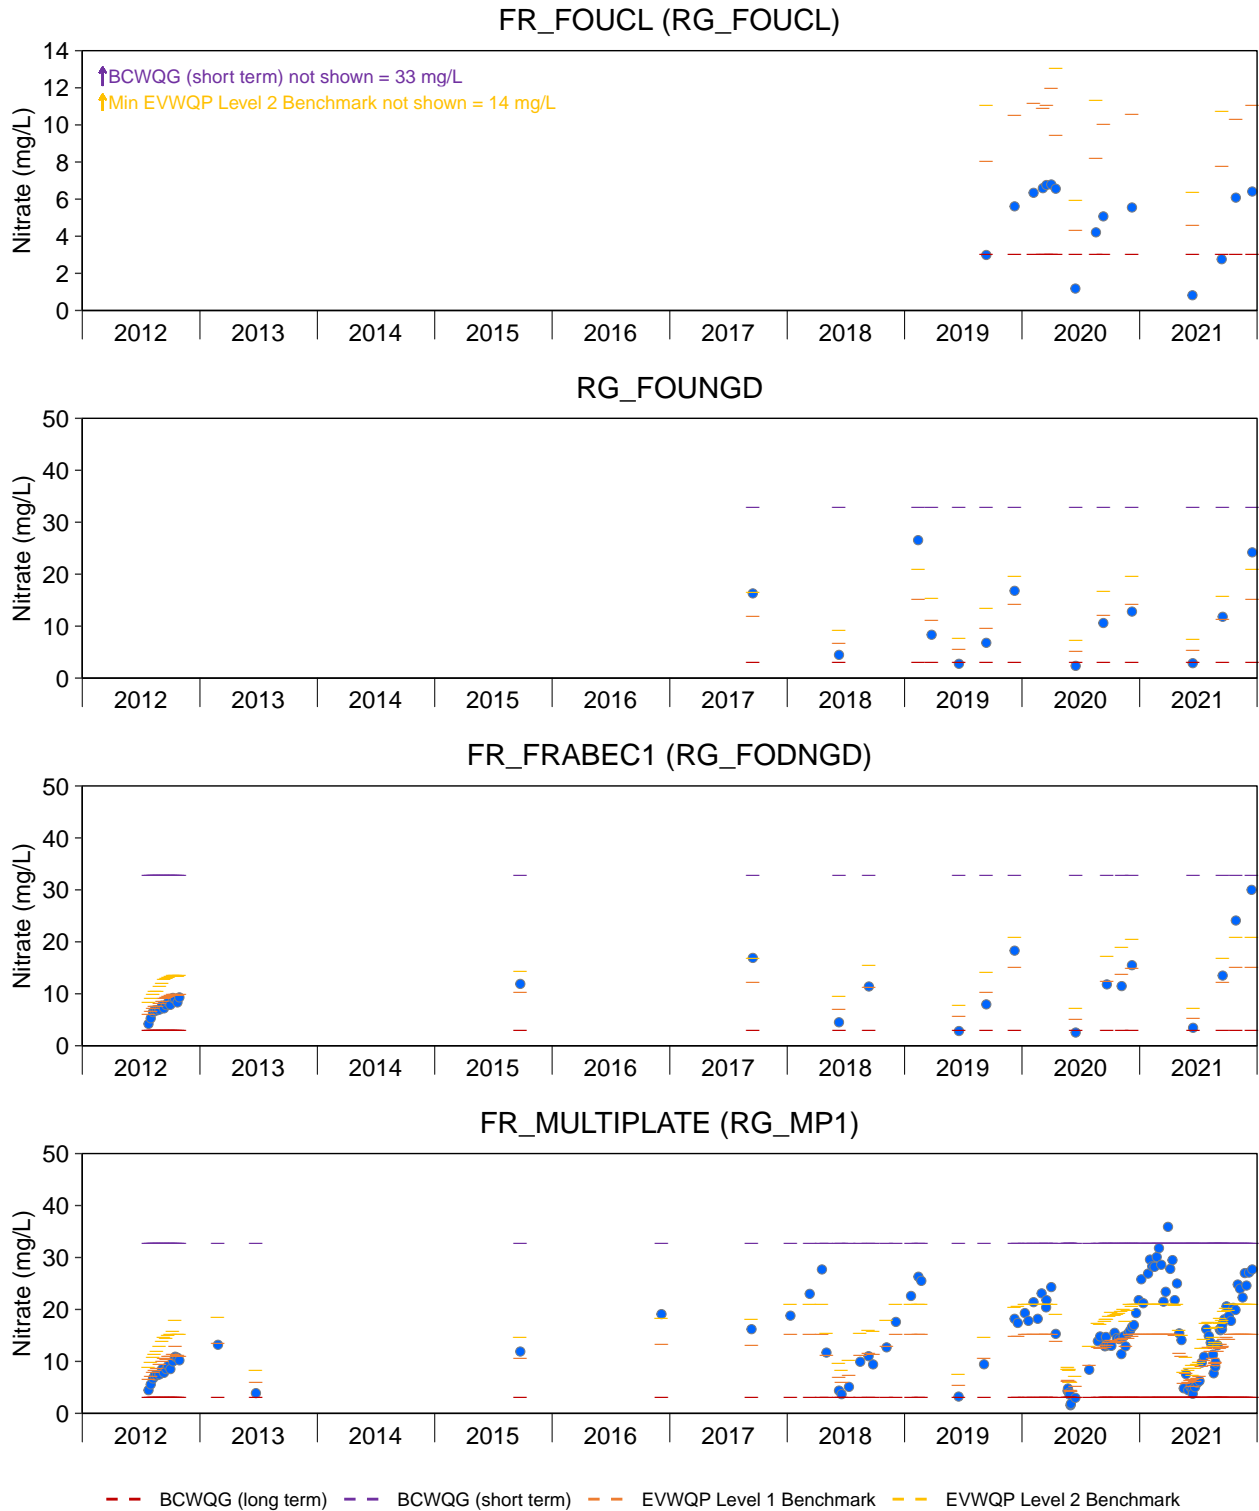 FR_FOUCL (RG_FOUCL)
14
12
10
8
6
4
2
0
Nitrate (mg/L)
BCWQG (short term) not shown = 33 mg/L
Min EVWQP Level 2 Benchmark not shown = 14 mg/L
2012 2013 2014 2015 2016 2017 2018 2019 2020 2021
RG_FOUNGD
50
40
30
20
10
0
Nitrate (mg/L)
2012 2013 2014 2015 2016 2017 2018 2019 2020 2021
FR_FRABEC1 (RG_FODNGD)
50
40
30
20
10
0
Nitrate (mg/L)
2012 2013 2014 2015 2016 2017 2018 2019 2020 2021
FR_MULTIPLATE (RG_MP1)
50
40
30
20
10
0
Nitrate (mg/L)
2012 2013 2014 2015 2016 2017 2018 2019 2020 2021
BCWQG (long term) BCWQG (short term) EVWQP Level 1 Benchmark EVWQP Level 2 Benchmark